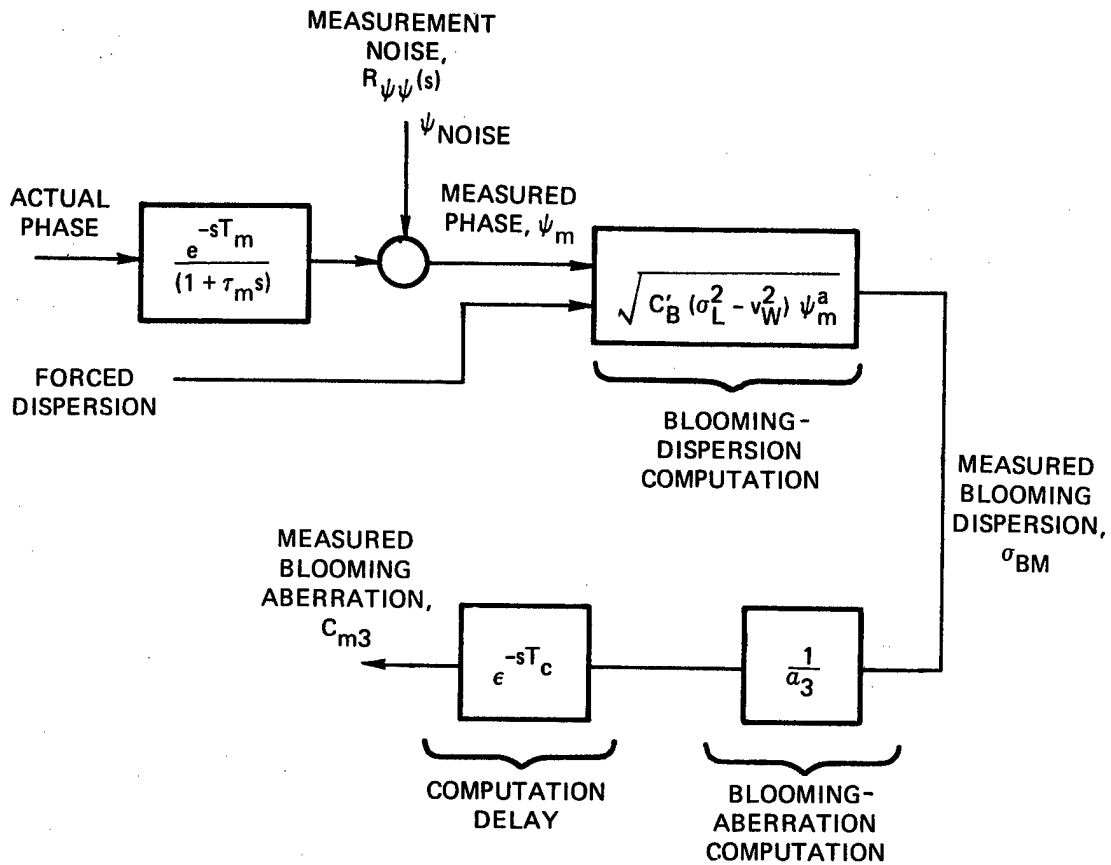 MEASUREMENT
NOISE,
R_ψψ(s)
ψ_NOISE
ACTUAL
PHASE
e^-sT_m
(1 + τ_m s)
MEASURED
PHASE, ψ_m
√C'_B (σ_L^2 - v_W^2) ψ_m^a
FORCED
DISPERSION
BLOOMING-
DISPERSION
COMPUTATION
MEASURED
BLOOMING
DISPERSION,
σ_BM
MEASURED
BLOOMING
ABERRATION,
C_m3
ϵ^-sT_c
1
a_3
COMPUTATION
DELAY
BLOOMING-
ABERRATION
COMPUTATION